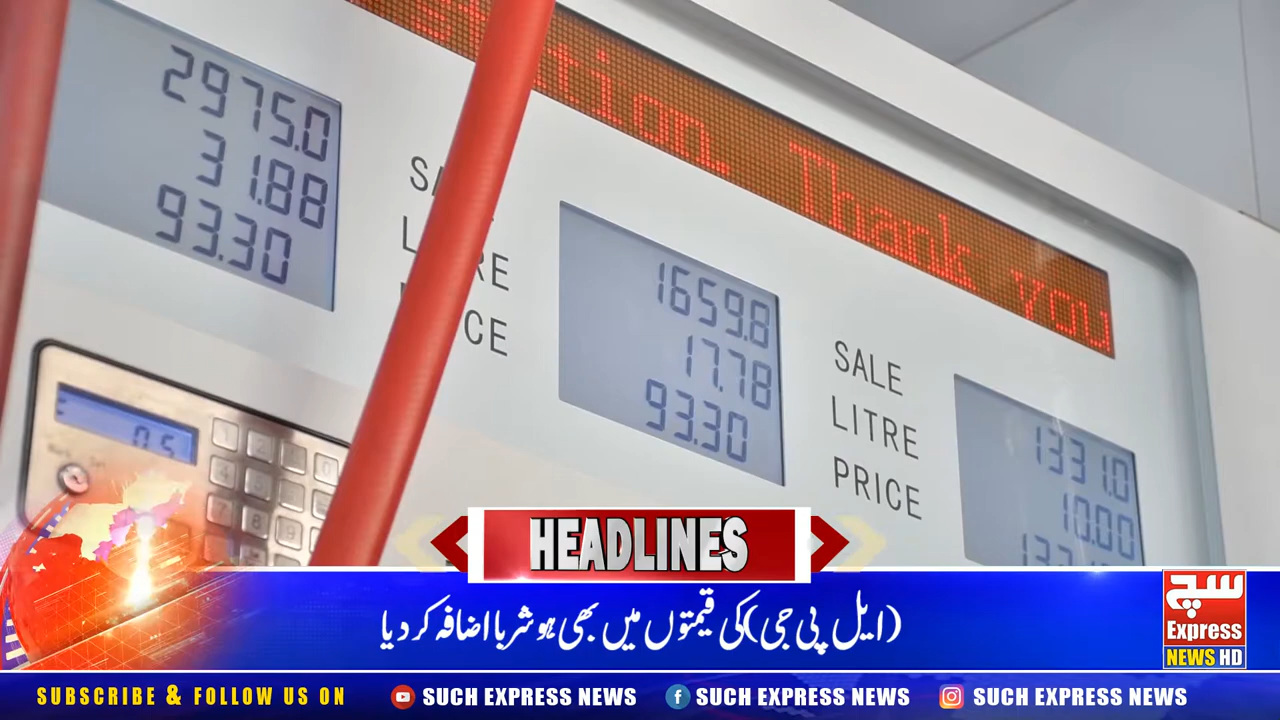 tion. Thank you
2975.0
31.88
93.30
SA
L RE
CE
1659.8
17.78
93.30
SALE
LITRE
PRICE
1331.0
10.00
05
HEADLINES
(ایل پی جی) کی قیمتوں میں بھی ہوشربا اضافہ کر دیا
سچ
Express
NEWS HD
SUBSCRIBE & FOLLOW US ON
SUCH EXPRESS NEWS
SUCH EXPRESS NEWS
SUCH EXPRESS NEWS